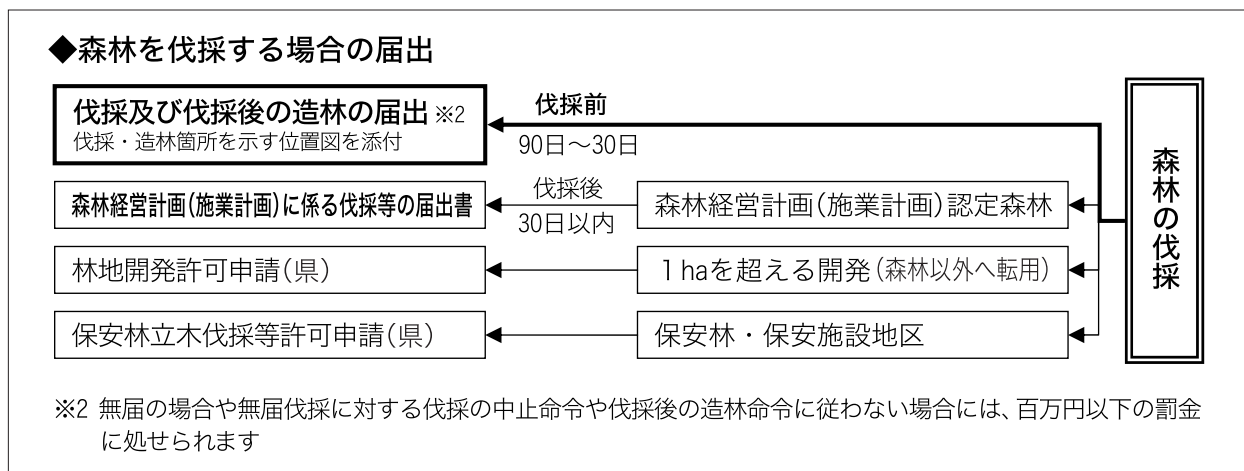 ◆森林を伐採する場合の届出
伐採及び伐採後の造林の届出 ※2
伐採・造林箇所を示す位置図を添付
伐採前
90日〜30日
森林経営計画(施業計画)に係る伐採等の届出書
伐採後
30日以内
森林経営計画(施業計画)認定森林
林地開発許可申請(県)
1haを超える開発(森林以外へ転用)
保安林立木伐採等許可申請(県)
保安林・保安施設地区
森林の伐採
※2 無届の場合や無届伐採に対する伐採の中止命令や伐採後の造林命令に従わない場合には、百万円以下の罰金
に処せられます